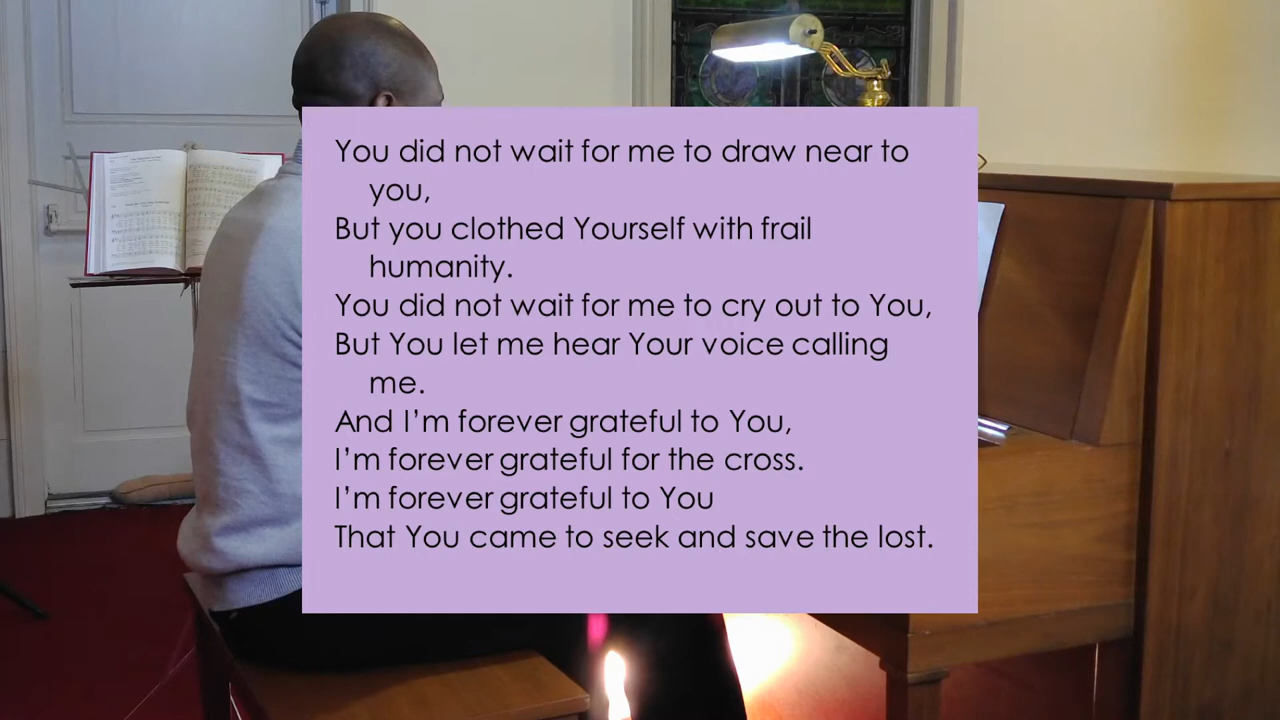 You did not wait for me to draw near to
you,
But you clothed Yourself with frail
humanity.
You did not wait for me to cry out to You,
But You let me hear Your voice calling
me.
And I'm forever grateful to You,
I'm forever grateful for the cross.
I'm forever grateful to You
That You came to seek and save the lost.